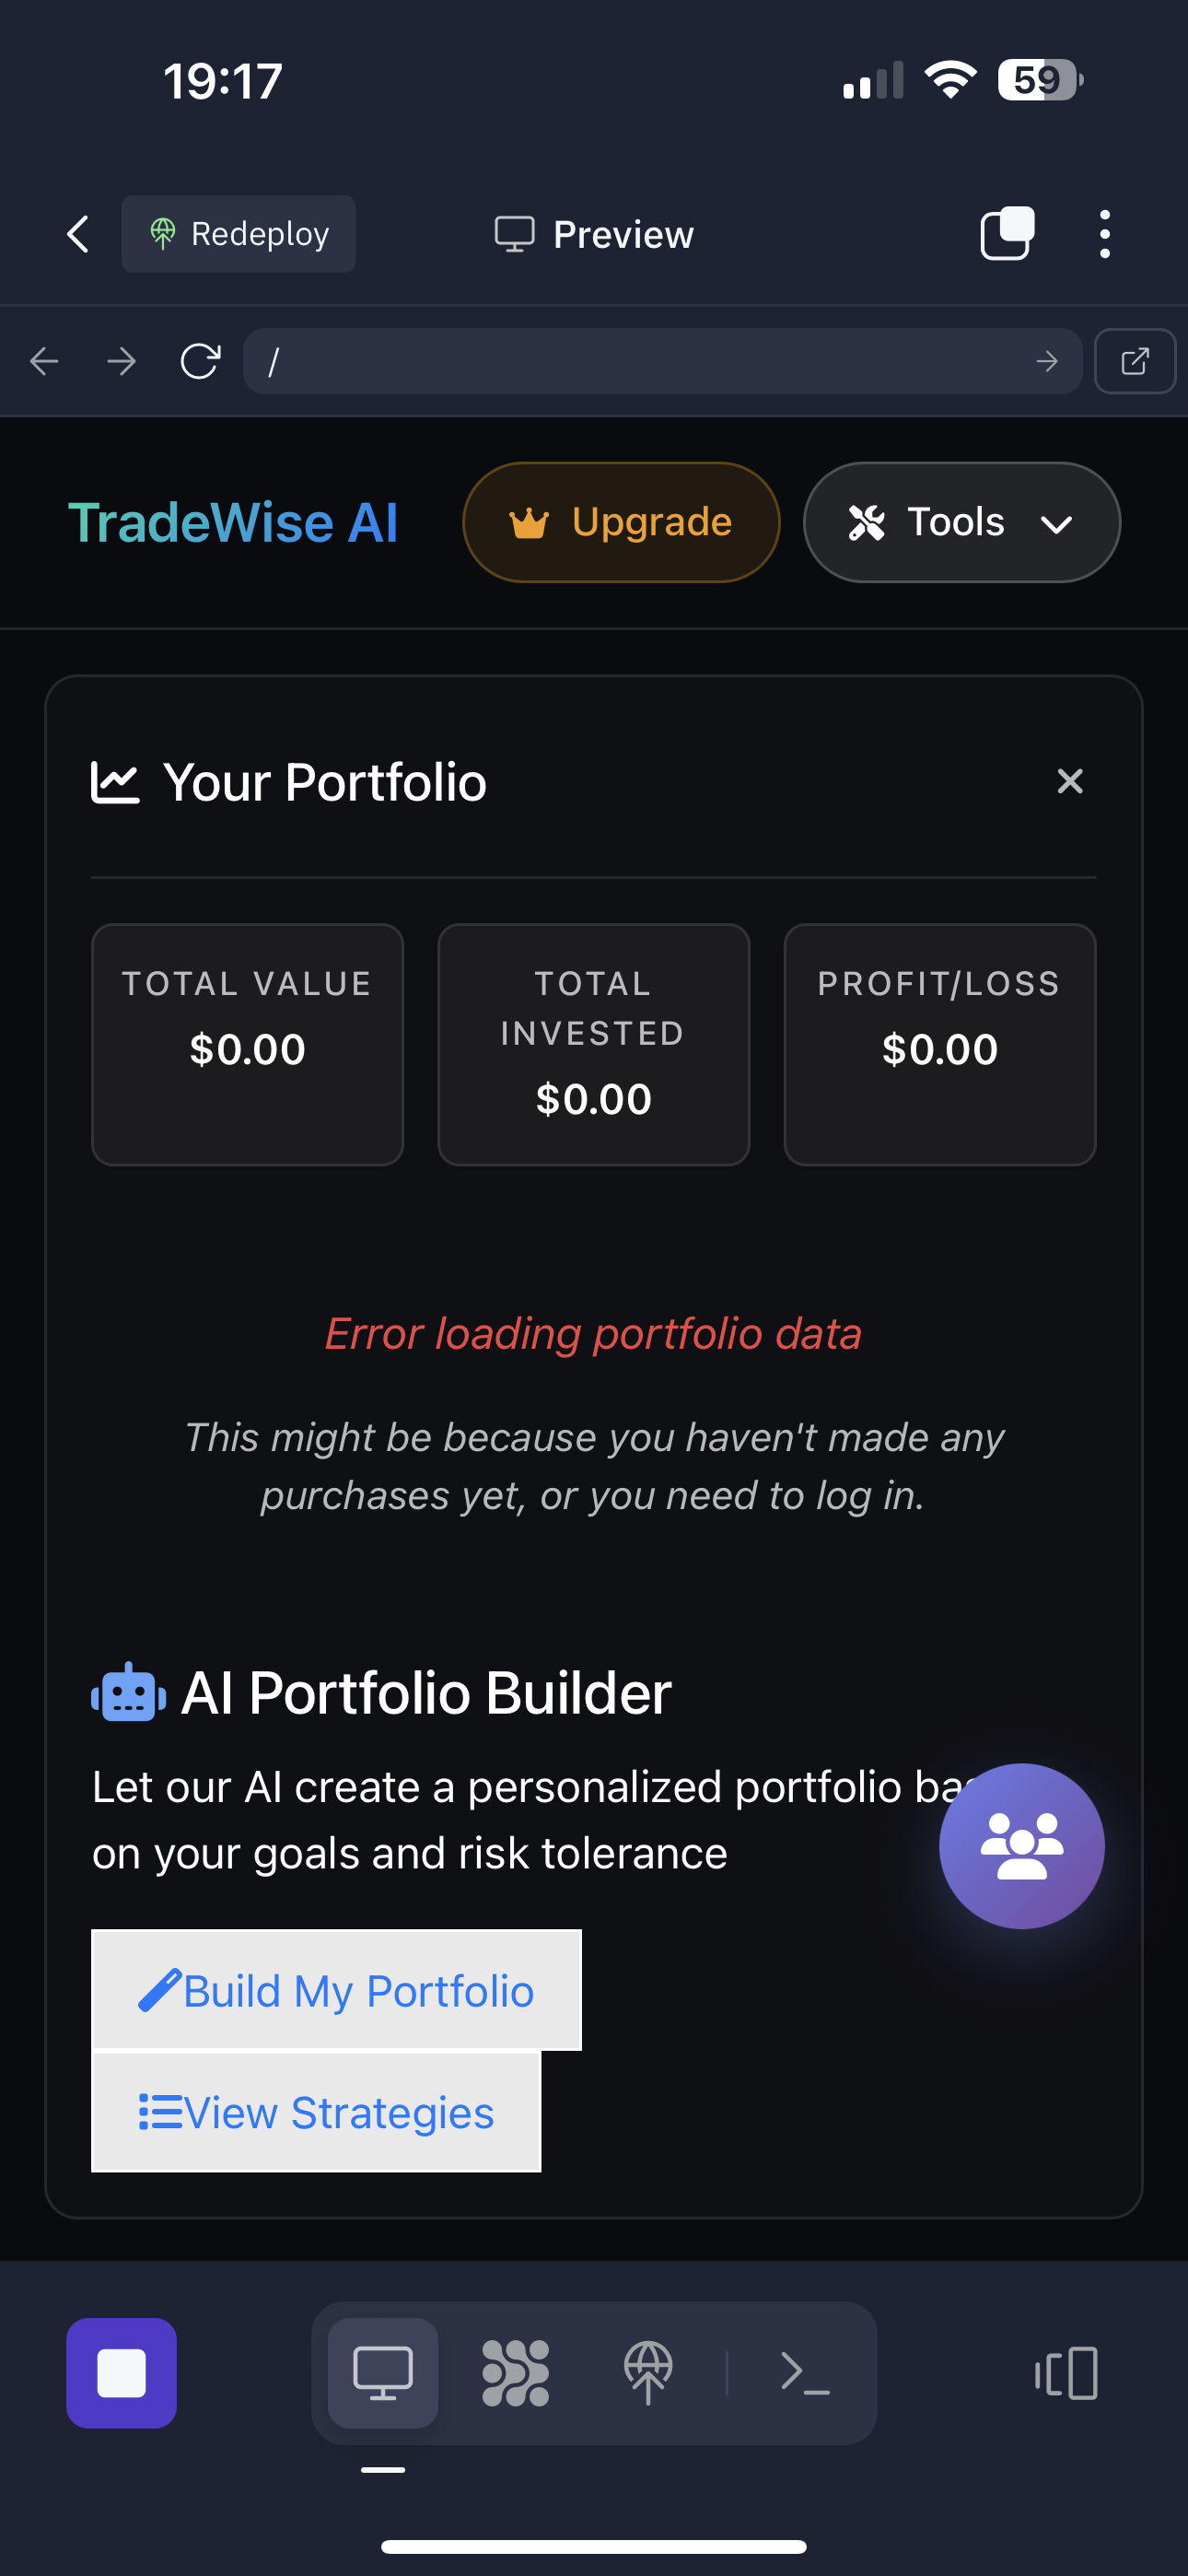 19:17
59
Redeploy
Preview
/
TradeWise AI
Upgrade
Tools
Your Portfolio
TOTAL VALUE
$0.00
TOTAL
INVESTED
$0.00
PROFIT/LOSS
$0.00
Error loading portfolio data
This might be because you haven't made any
purchases yet, or you need to log in.
AI Portfolio Builder
Let our AI create a personalized portfolio
on your goals and risk tolerance
Build My Portfolio
View Strategies